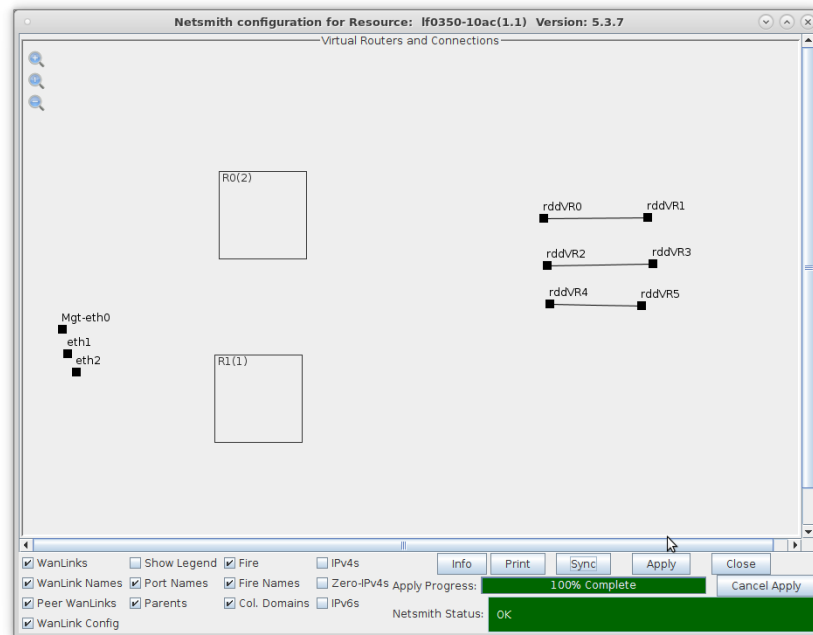 Netsmith configuration for Resource:  lf0350-10ac(1.1)  Version: 5.3.7
Virtual Routers and Connections
R0(2)
rddVR0 rddVR1
rddVR2 rddVR3
rddVR4 rddVR5
Mgt-eth0
eth1
eth2
R1(1)
WanLinks Show Legend Fire IPv4s Info Print Sync Apply Close
WanLink Names Port Names Fire Names Zero-IPv4s Apply Progress: 100% Complete Cancel Apply
Peer WanLinks Parents Col. Domains IPv6s
Netsmith Status: OK
WanLink Config